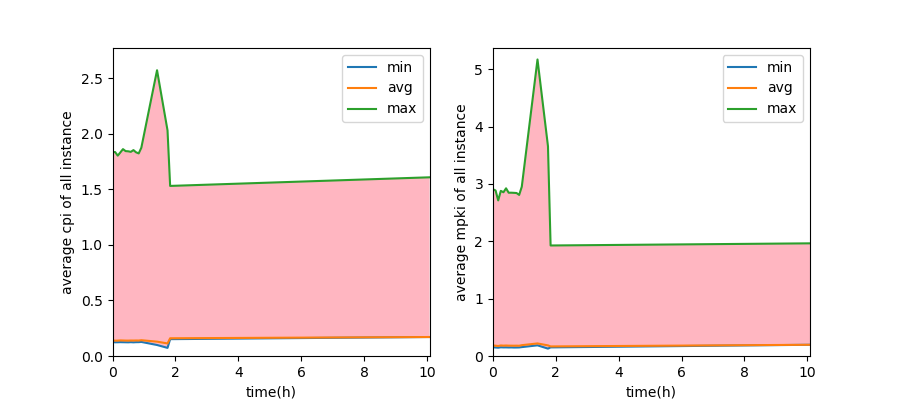 average cpi of all instance
2.5
2.0
1.5
1.0
0.5
0.0
0
2
4
6
8
10
time(h)
min
avg
max
average mpki of all instance
5
4
3
2
1
0
0
2
4
6
8
10
time(h)
min
avg
max